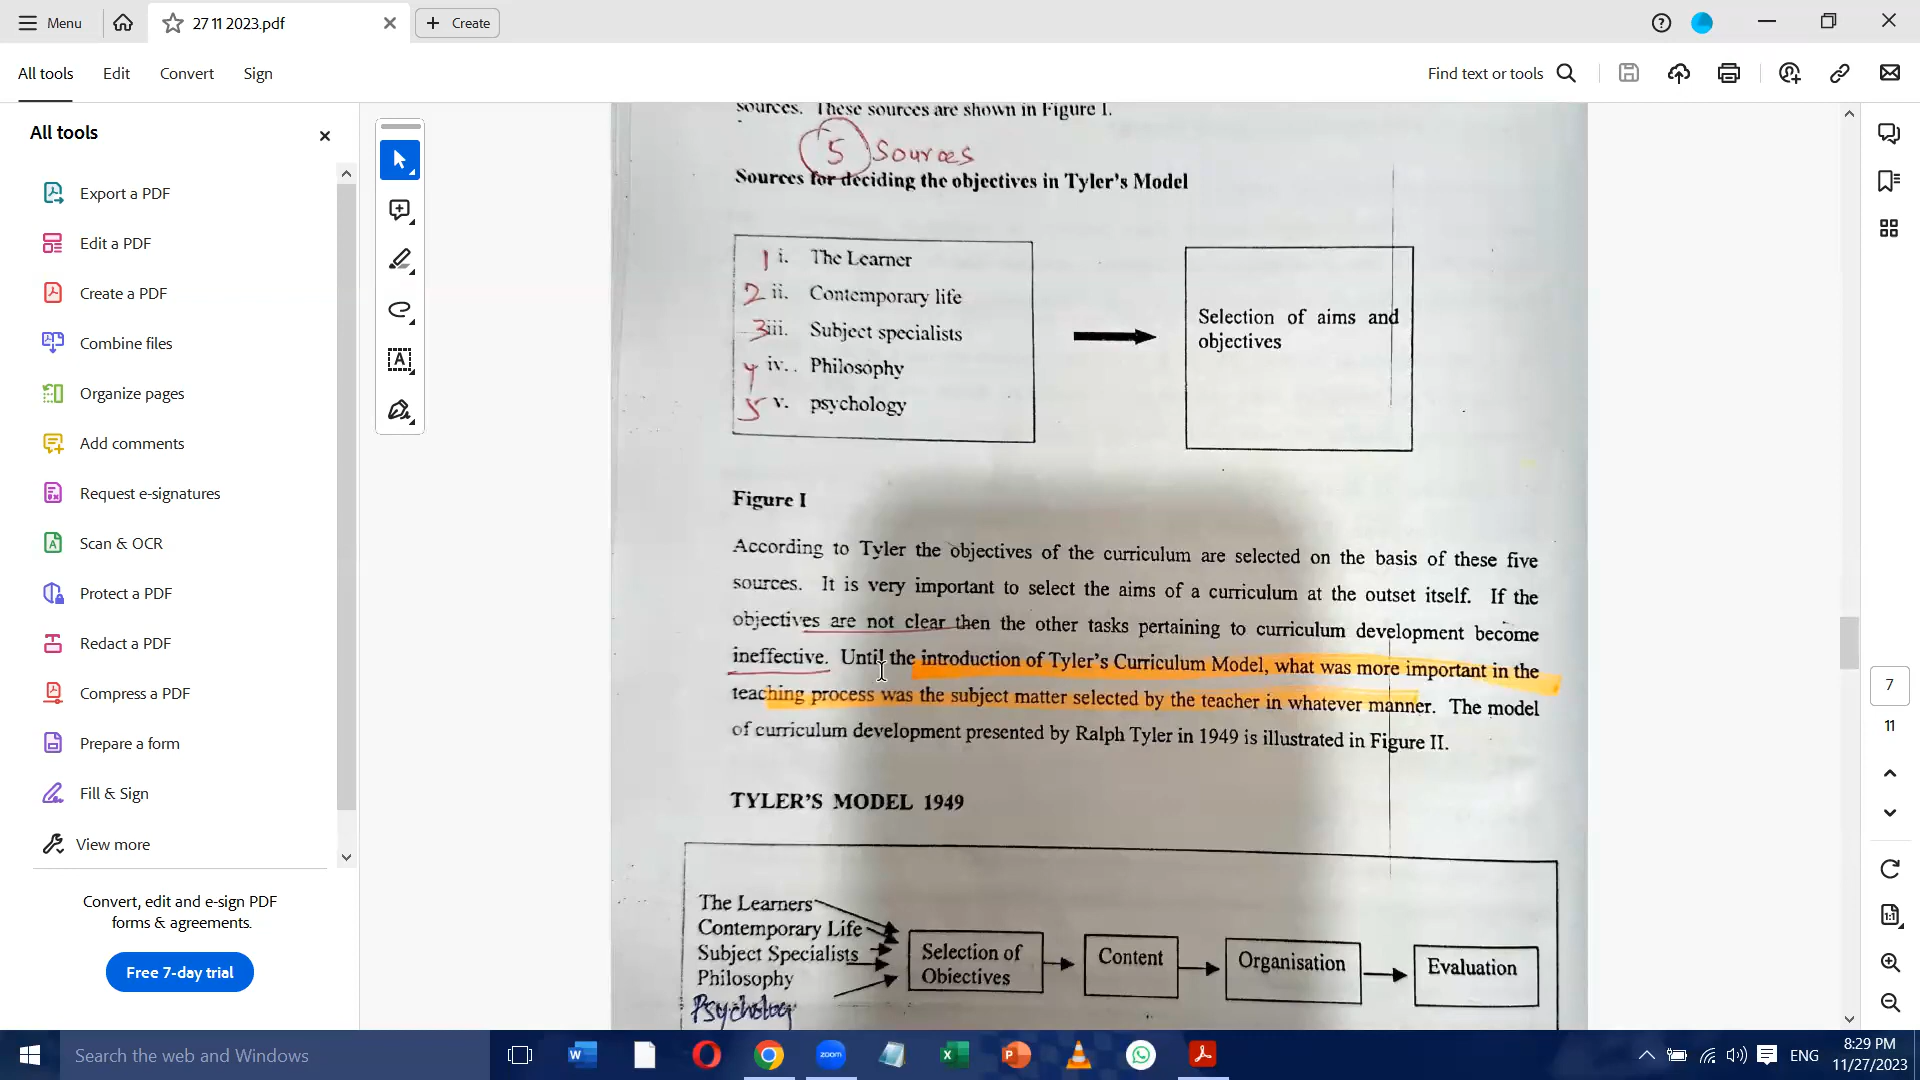 Menu
27 11 2023.pdf
Create
All tools
Edit
Convert
Sign
Find text or tools
All tools
Export a PDF
Edit a PDF
Create a PDF
Combine files
Organize pages
Add comments
Request e-signatures
Scan & OCR
Protect a PDF
Redact a PDF
Compress a PDF
Prepare a form
Fill & Sign
View more
Convert, edit and e-sign PDF
forms & agreements.
Free 7-day trial
sources. These sources are shown in Figure I.
5 Sources
Sources for deciding the objectives in Tyler's Model
1 i. The Learner
2 ii. Contemporary life
3 iii. Subject specialists
4 iv. . Philosophy
5 v. psychology
Selection of aims and
objectives
Figure I
According to Tyler the objectives of the curriculum are selected on the basis of these five
sources. It is very important to select the aims of a curriculum at the outset itself. If the
objectives are not clear then the other tasks pertaining to curriculum development become
ineffective. Until the introduction of Tyler's Curriculum Model, what was more important in the
teaching process was the subject matter selected by the teacher in whatever manner. The model
of curriculum development presented by Ralph Tyler in 1949 is illustrated in Figure II.
TYLER'S MODEL 1949
The Learners
Contemporary Life
Subject Specialists
Philosophy
Psychology
Selection of
Objectives
Content
Organisation
Evaluation
7
11
Search the web and Windows
zoom
ENG
8:29 PM
11/27/2023